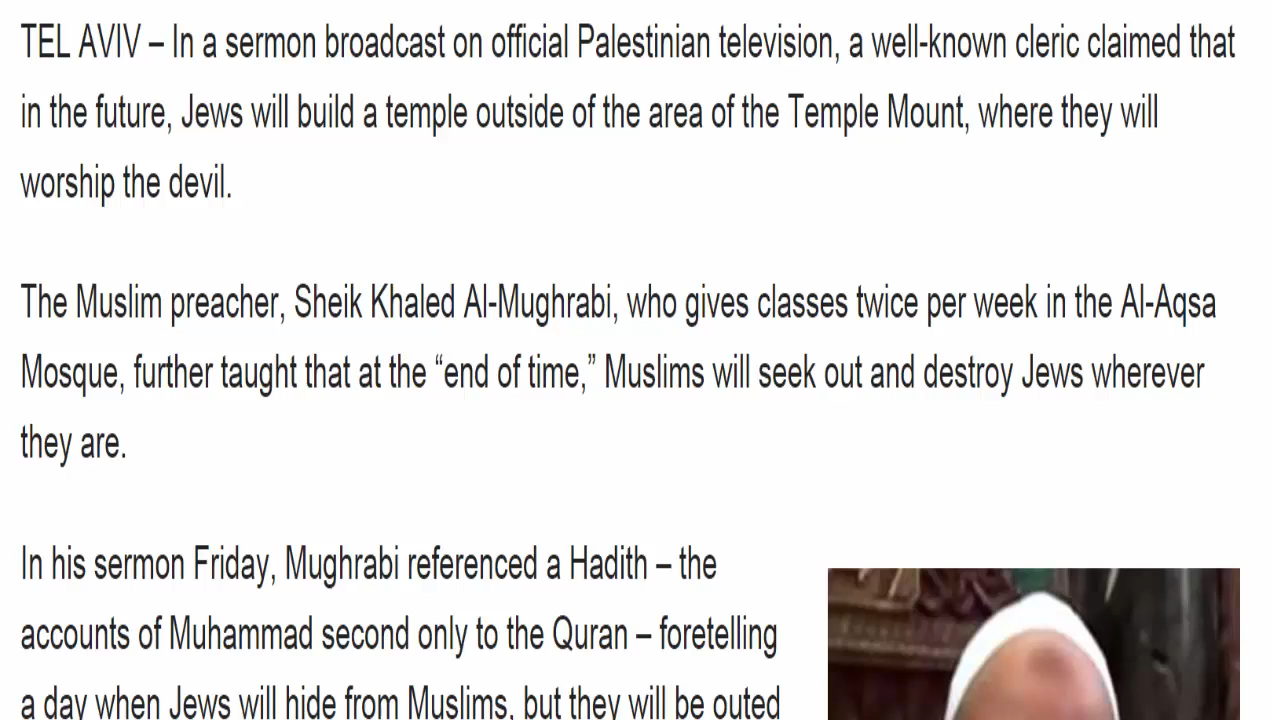 TEL AVIV – In a sermon broadcast on official Palestinian television, a well-known cleric claimed that
in the future, Jews will build a temple outside of the area of the Temple Mount, where they will
worship the devil.
The Muslim preacher, Sheik Khaled Al-Mughrabi, who gives classes twice per week in the Al-Aqsa
Mosque, further taught that at the “end of time,” Muslims will seek out and destroy Jews wherever
they are.
In his sermon Friday, Mughrabi referenced a Hadith – the
accounts of Muhammad second only to the Quran – foretelling
a day when Jews will hide from Muslims, but they will be outed